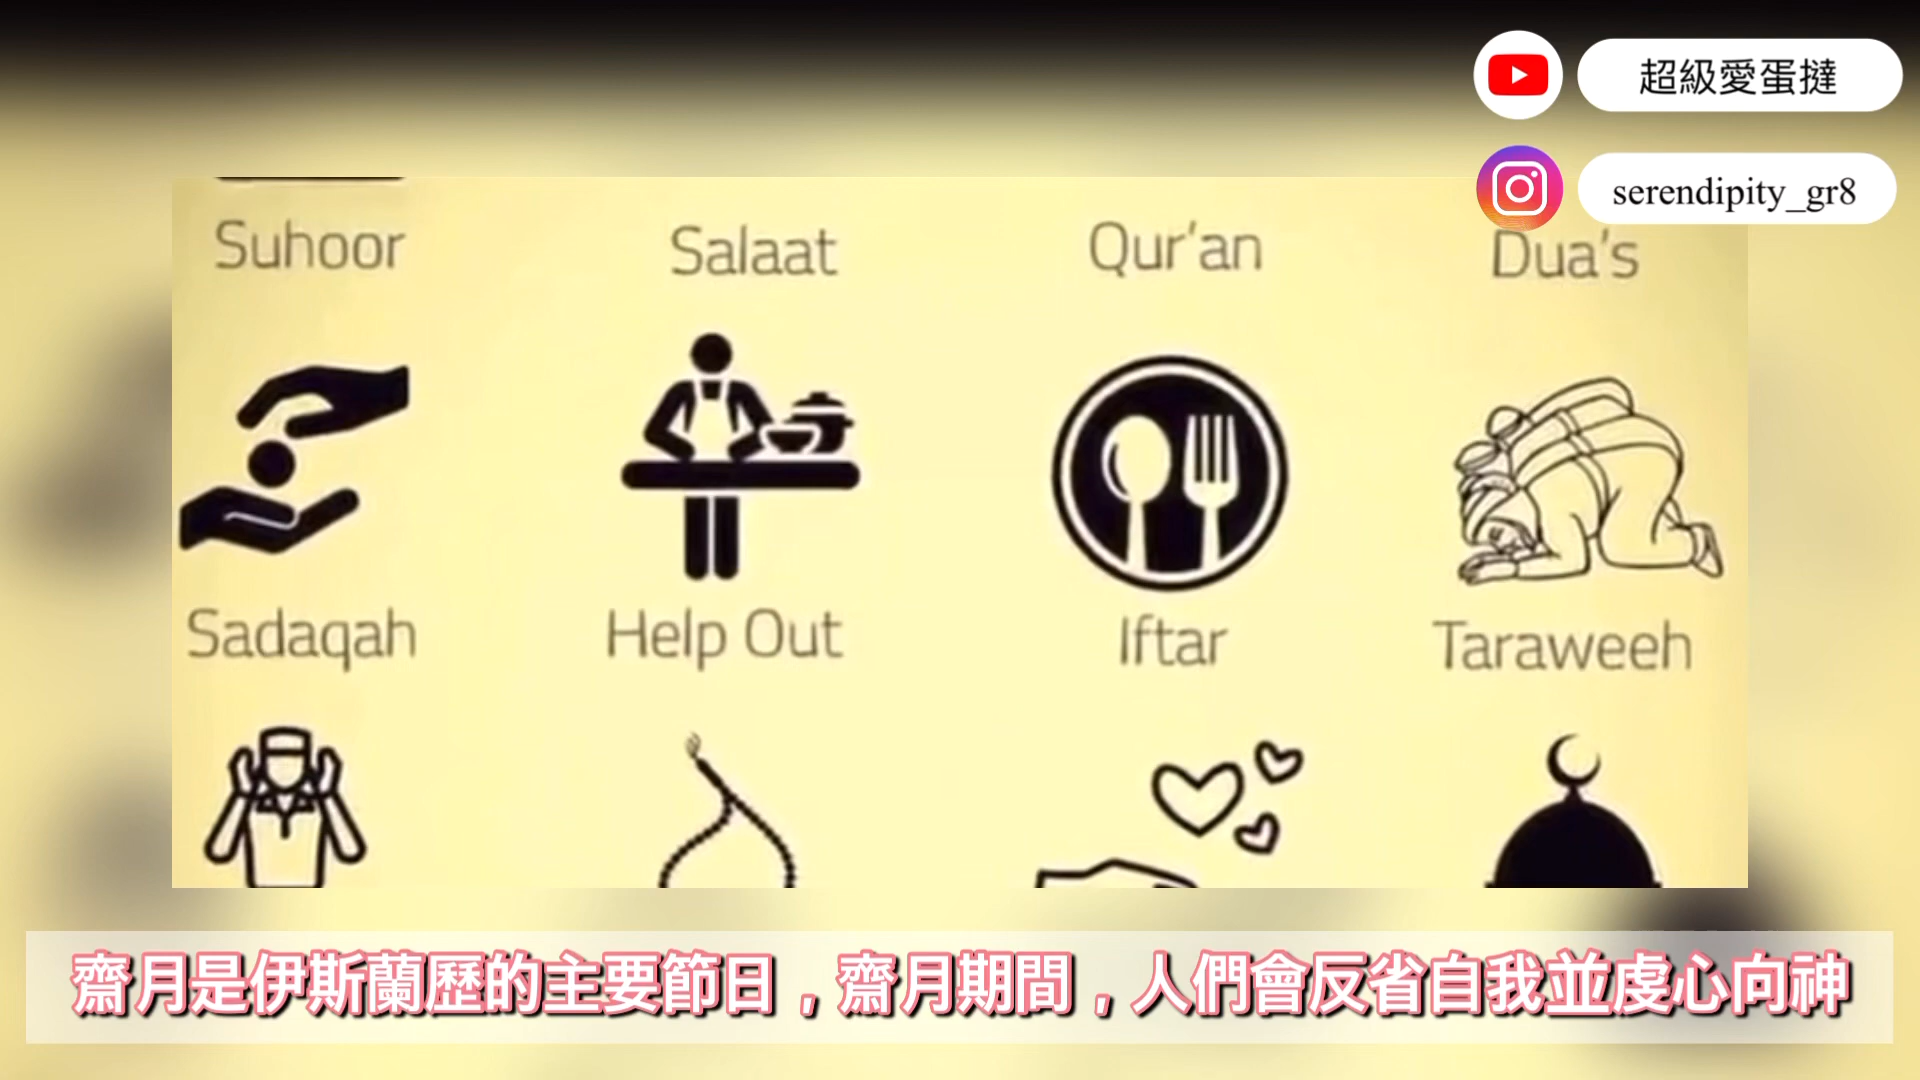 超級愛蛋撻
serendipity_gr8
Suhoor Salaat Qur'an Dua's
Sadaqah Help Out Iftar Taraweeh
齋月是伊斯蘭歷的主要節日，齋月期間，人們會反省自我並虔心向神